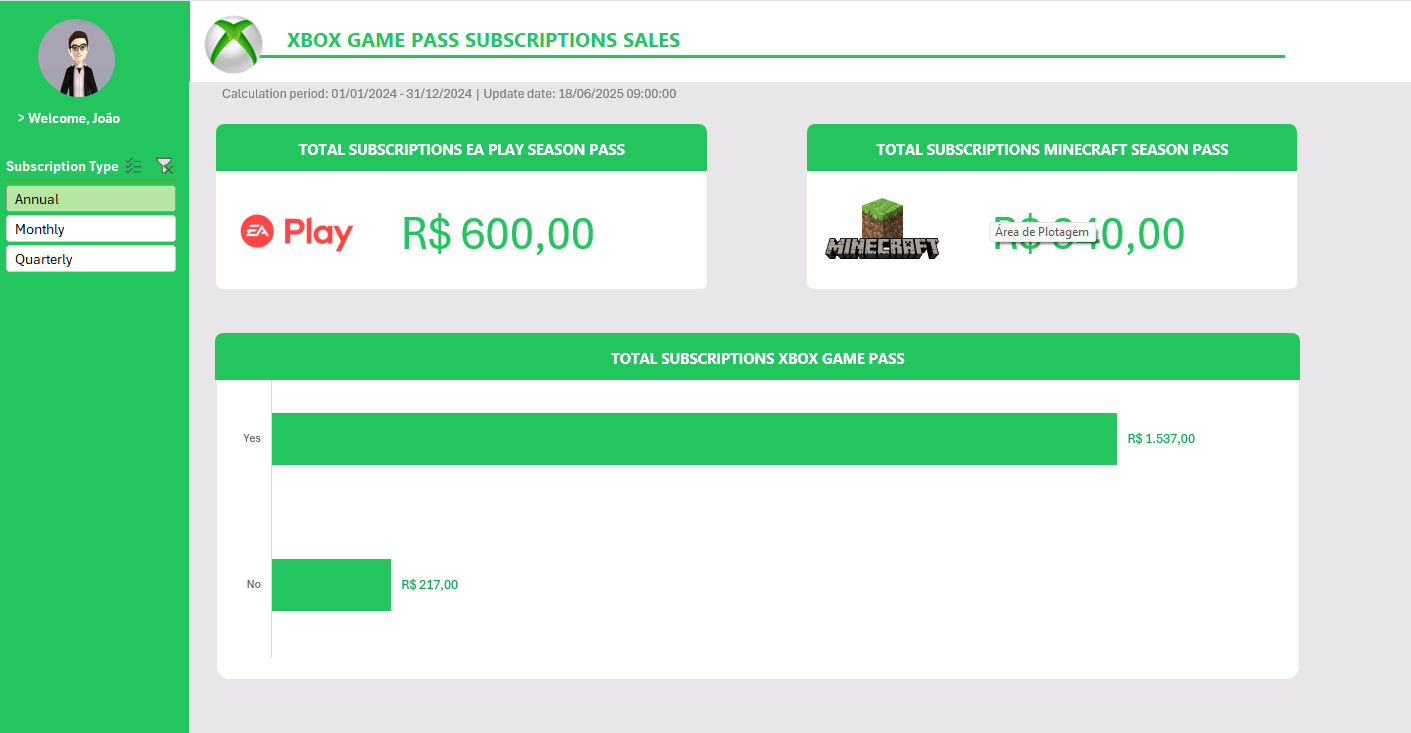 XBOX GAME PASS SUBSCRIPTIONS SALES
> Welcome, João
Calculation period: 01/01/2024 - 31/12/2024 | Update date: 18/06/2025 09:00:00
Subscription Type
Annual
Monthly
Quarterly
TOTAL SUBSCRIPTIONS EA PLAY SEASON PASS
EA Play
R$ 600,00
TOTAL SUBSCRIPTIONS MINECRAFT SEASON PASS
MINECRAFT
Área de Plotagem
TOTAL SUBSCRIPTIONS XBOX GAME PASS
Yes
R$ 1.537,00
No
R$ 217,00